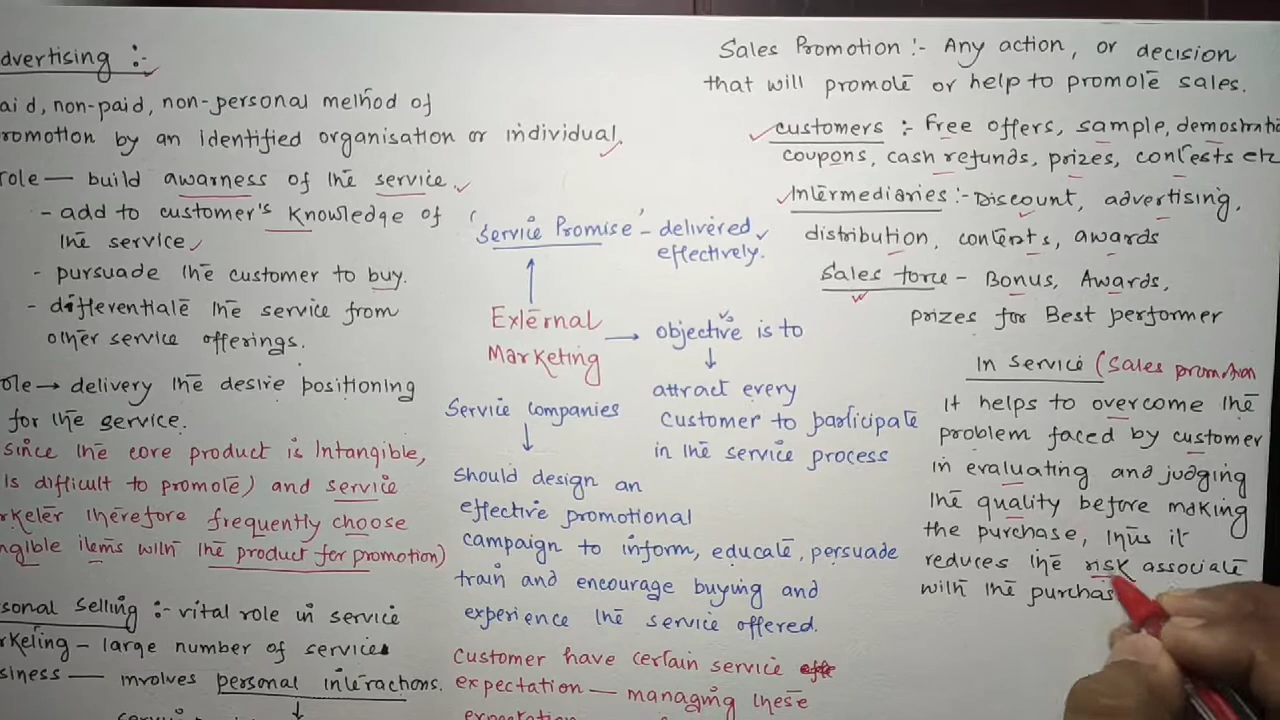 dvertising :-
aid, non-paid, non-personal method of
romotion by an identified organisation or individual.
role — build awarness of the service
- add to customer's knowledge of
the service
- pursuade the customer to buy.
- differentiate the service from
other service offerings.
ole → delivery the desire positioning
for the service.
since the core product is Intangible,
is difficult to promote) and service
rketer therefore frequently choose
ngible items with the product for promotion)
sonal selling :- vital role in service
rketing - large number of services
siness — involves personal interactions.
'Service Promise' - delivered
effectively.
External
Marketing → objective is to
attract every
customer to participate
in the service process
Service companies
should design an
effective promotional
campaign to inform, educate, persuade
train and encourage buying and
experience the service offered.
customer have certain service
expectation — managing these
Sales Promotion :- Any action, or decision
that will promote or help to promote sales.
customers :- Free offers, sample, demostratio
coupons, cash refunds, prizes, contests etc
Intermediaries :- Discount, advertising,
distribution, contests, awards
Sales force - Bonus, Awards,
prizes for Best performer
In service (sales promotion
It helps to overcome the
problem faced by customer
in evaluating and judging
the quality before making
the purchase, thus it
reduces the risk associate
with the purchas